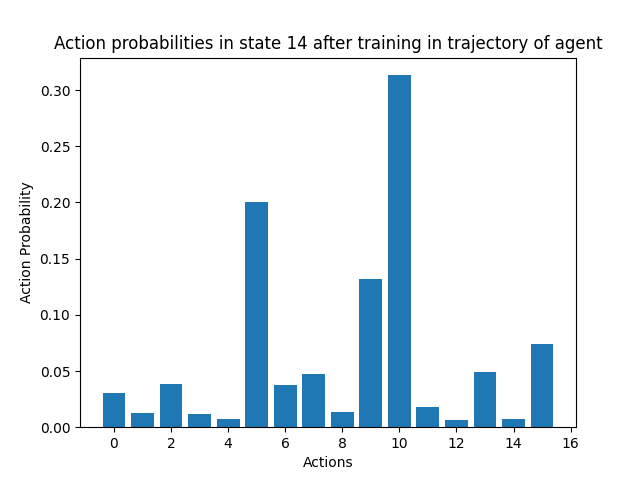 Action probabilities in state 14 after training in trajectory of agent
Action Probability
0.30
0.25
0.20
0.15
0.10
0.05
0.00
0 2 4 6 8 10 12 14 16
Actions